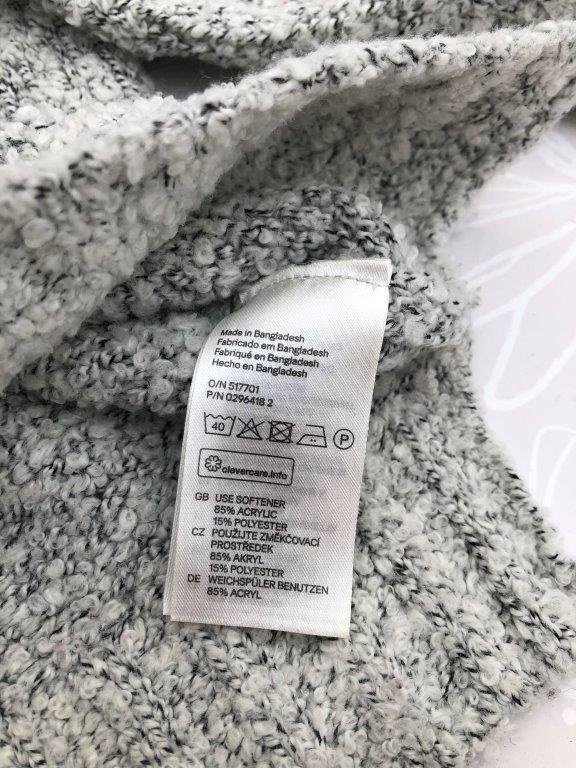 Made in Bangladesh
Fabricado em Bangladesh
Fabriqué en Bangladesh
Hecho en Bangladesh
O/N 517701
P/N 0296418 2
40 P
clevercare.info
GB USE SOFTENER
85% ACRYLIC
15% POLYESTER
CZ POUŽIJTE ZMĚKČOVACÍ
PROSTŘEDEK
85% AKRYL
15% POLYESTER
DE WEICHSPÜLER BENUTZEN
85% ACRYL